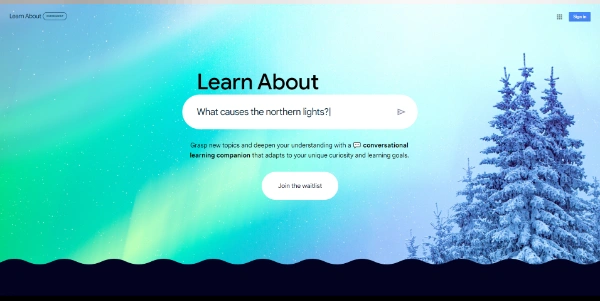 Learn About
Sign in
Learn About
What causes the northern lights?
Grasp new topics and deepen your understanding with a 💬 conversational
learning companion that adapts to your unique curiosity and learning goals.
Join the waitlist